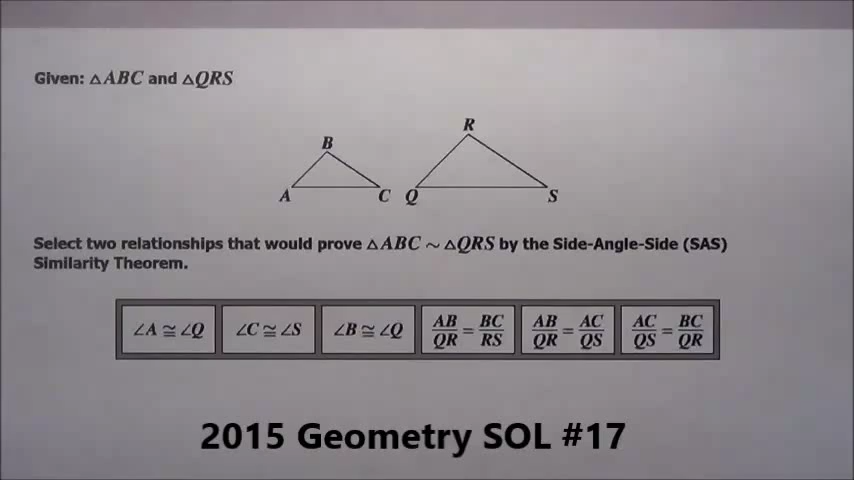 Given: △ABC and △QRS
R
B
A
C
Q
S
Select two relationships that would prove △ABC ~ △QRS by the Side-Angle-Side (SAS)
Similarity Theorem.
∠A ≅ ∠Q ∠C ≅ ∠S ∠B ≅ ∠Q AB/QR = BC/RS AB/QR = AC/QS AC/QS = BC/QR
2015 Geometry SOL #17